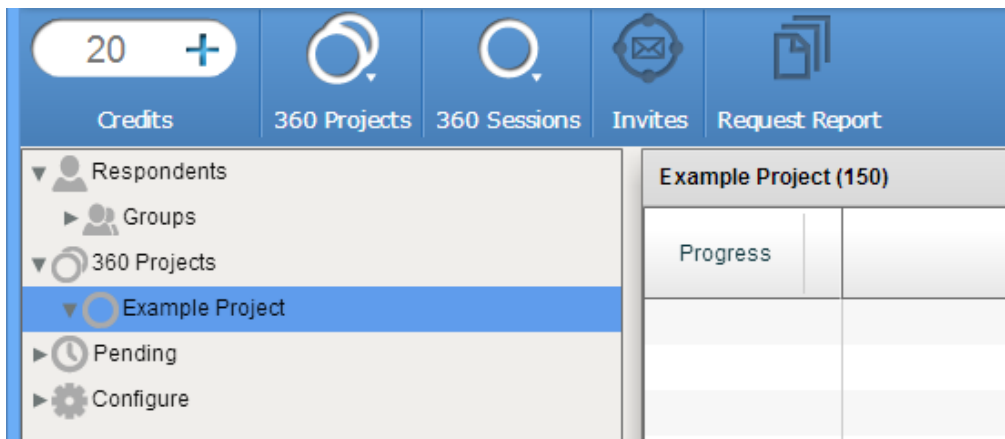 20
Credits
360 Projects
360 Sessions
Invites
Request Report
Respondents
Groups
360 Projects
Example Project
Pending
Configure
Example Project (150)
Progress